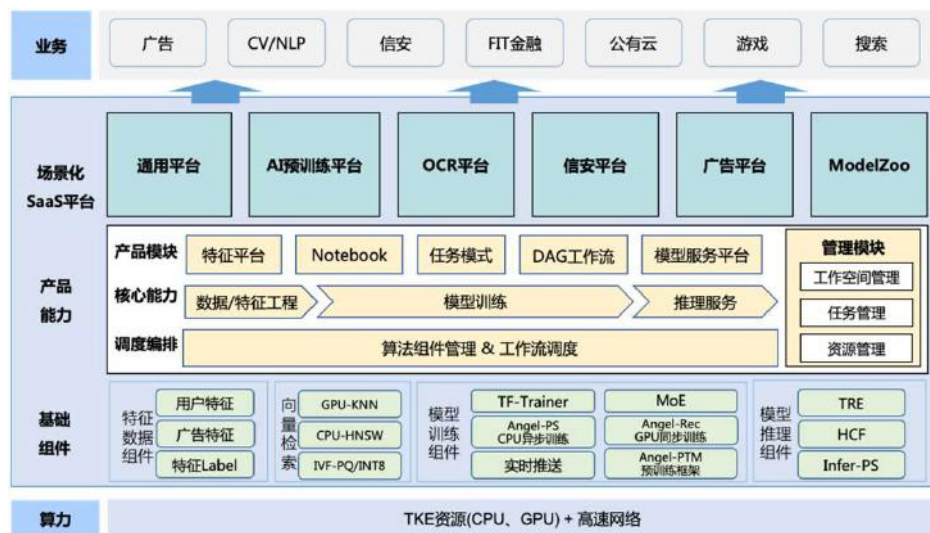 业务
广告
CV/NLP
信安
FIT金融
公有云
游戏
搜索
场景化
SaaS平台
通用平台
AI预训练平台
OCR平台
信安平台
广告平台
ModelZoo
产品
能力
产品模块
特征平台
Notebook
任务模式
DAG工作流
模型服务平台
核心能力
数据/特征工程
模型训练
推理服务
调度编排
算法组件管理 & 工作流调度
管理模块
工作空间管理
任务管理
资源管理
基础
组件
特征
数据
组件
用户特征
广告特征
特征Label
向
量
检
索
GPU-KNN
CPU-HNSW
IVF-PQ/INT8
模型
训练
组件
TF-Trainer
MoE
Angel-PS
CPU异步训练
Angel-Rec
GPU同步训练
实时推送
Angel-PTM
预训练框架
模型
推理
组件
TRE
HCF
Infer-PS
算力
TKE资源(CPU、GPU) + 高速网络